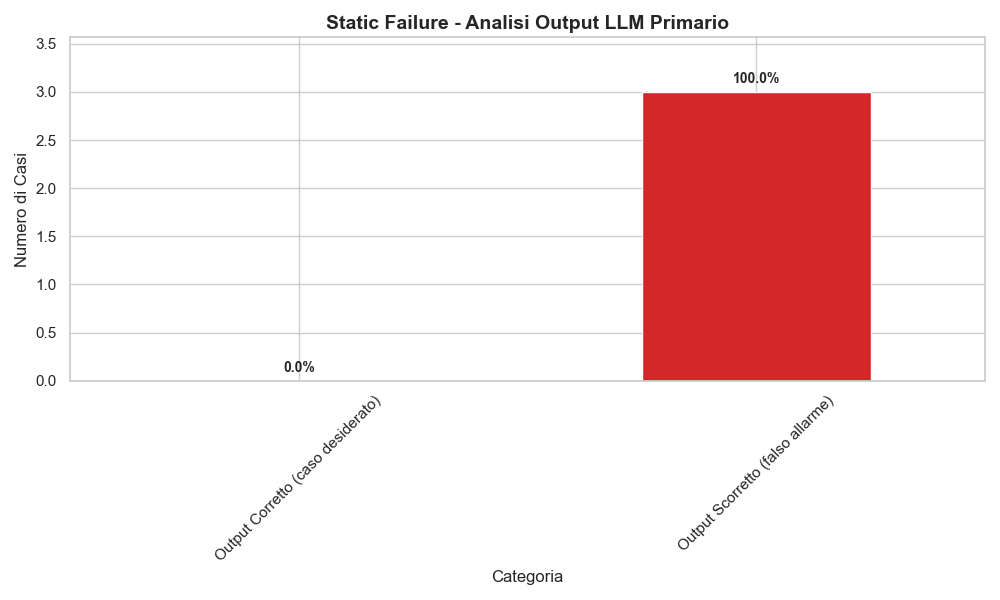 Static Failure - Analisi Output LLM Primario
3.5
3.0
2.5
2.0
1.5
1.0
0.5
0.0
Numero di Casi
0.0%
100.0%
Output Corretto (caso desiderato)
Output Scorretto (falso allarme)
Categoria